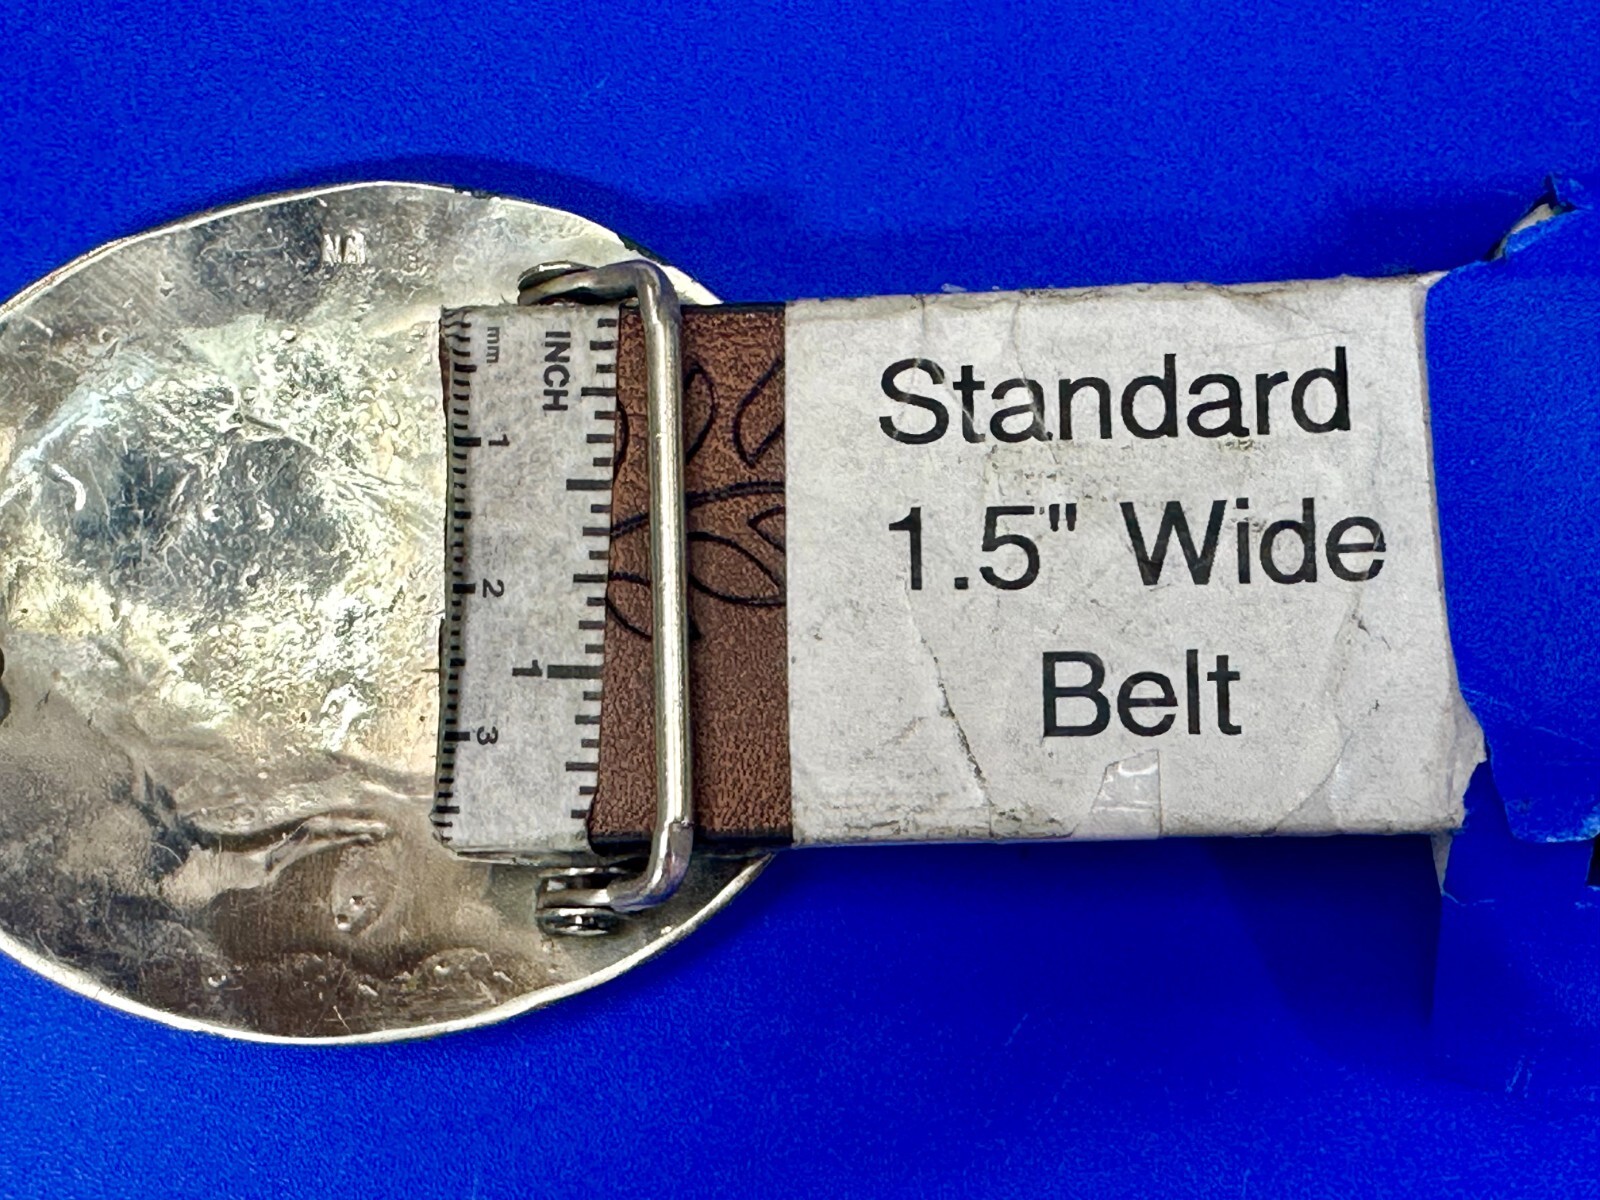 Standard
1.5" Wide
Belt
INCH
1
mm
1
2
3